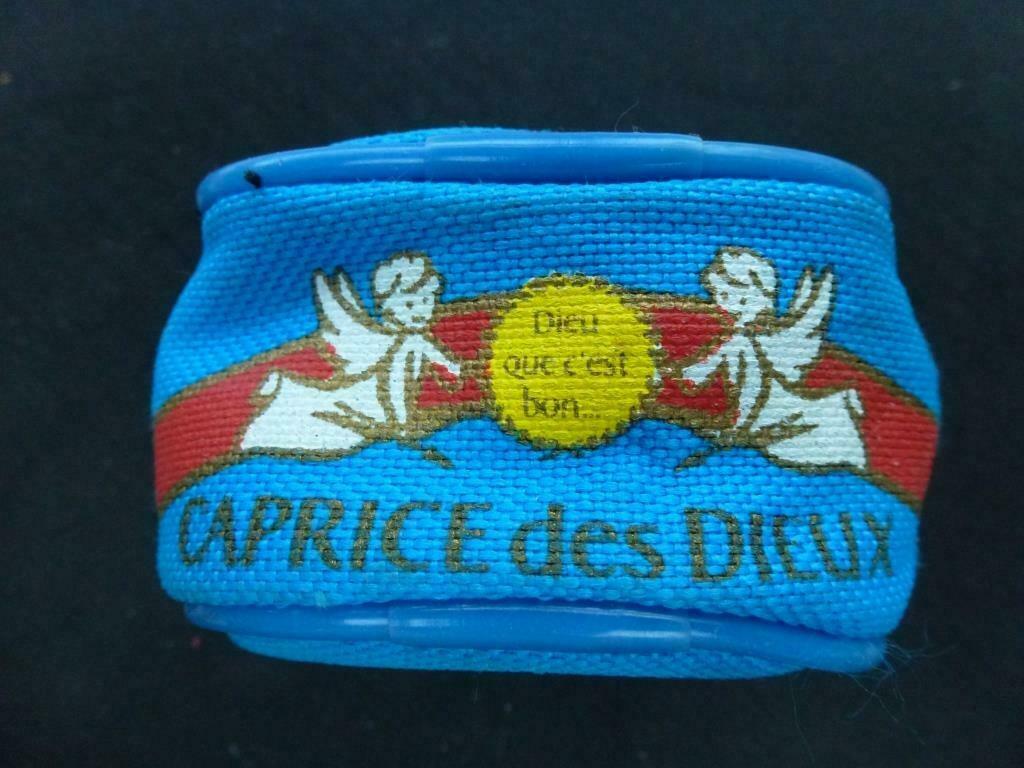 Dieu
que c'est
bon...
CAPRICE des DIEUX